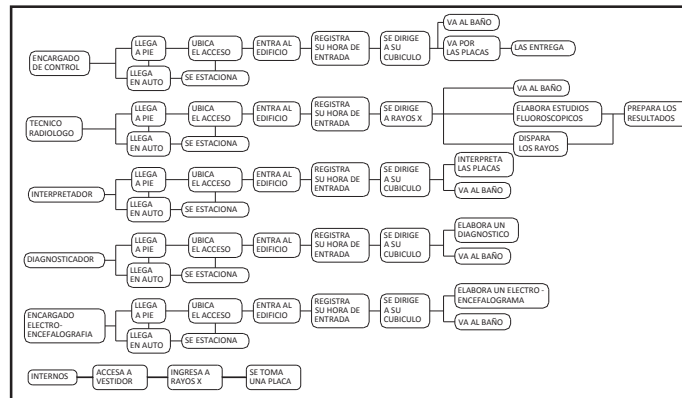 VA AL BAÑO
ENCARGADO
DE CONTROL
LLEGA
A PIE
UBICA
EL ACCESO
ENTRA AL
EDIFICIO
REGISTRA
SU HORA DE
ENTRADA
SE DIRIGE
A SU
CUBICULO
VA POR
LAS PLACAS
LAS ENTREGA
LLEGA
EN AUTO
SE ESTACIONA
VA AL BAÑO
TECNICO
RADIOLOGO
LLEGA
A PIE
UBICA
EL ACCESO
ENTRA AL
EDIFICIO
REGISTRA
SU HORA DE
ENTRADA
SE DIRIGE
A RAYOS X
ELABORA ESTUDIOS
FLUOROSCOPICOS
PREPARA LOS
RESULTADOS
LLEGA
EN AUTO
SE ESTACIONA
DISPARA
LOS RAYOS
INTERPRETADOR
LLEGA
A PIE
UBICA
EL ACCESO
ENTRA AL
EDIFICIO
REGISTRA
SU HORA DE
ENTRADA
SE DIRIGE
A SU
CUBICULO
INTERPRETA
LAS PLACAS
LLEGA
EN AUTO
SE ESTACIONA
VA AL BAÑO
DIAGNOSTICADOR
LLEGA
A PIE
UBICA
EL ACCESO
ENTRA AL
EDIFICIO
REGISTRA
SU HORA DE
ENTRADA
SE DIRIGE
A SU
CUBICULO
ELABORA UN
DIAGNOSTICO
LLEGA
EN AUTO
SE ESTACIONA
VA AL BAÑO
ENCARGADO
ELECTRO-
ENCEFALOGRAFIA
LLEGA
A PIE
UBICA
EL ACCESO
ENTRA AL
EDIFICIO
REGISTRA
SU HORA DE
ENTRADA
SE DIRIGE
A SU
CUBICULO
ELABORA UN ELECTRO -
ENCEFALOGRAMA
LLEGA
EN AUTO
SE ESTACIONA
VA AL BAÑO
INTERNOS
ACCESA A
VESTIDOR
INGRESA A
RAYOS X
SE TOMA
UNA PLACA